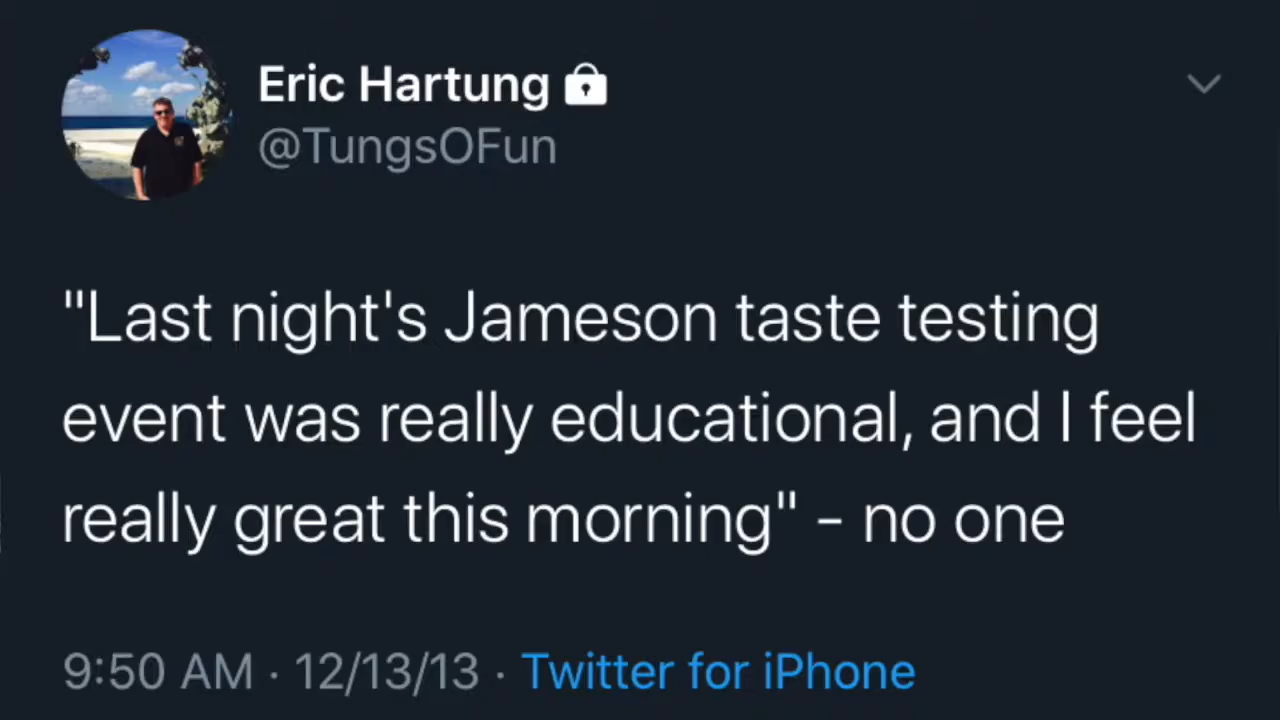 Eric Hartung
@TungsOFun
"Last night's Jameson taste testing
event was really educational, and I feel
really great this morning" - no one
9:50 AM · 12/13/13 · Twitter for iPhone